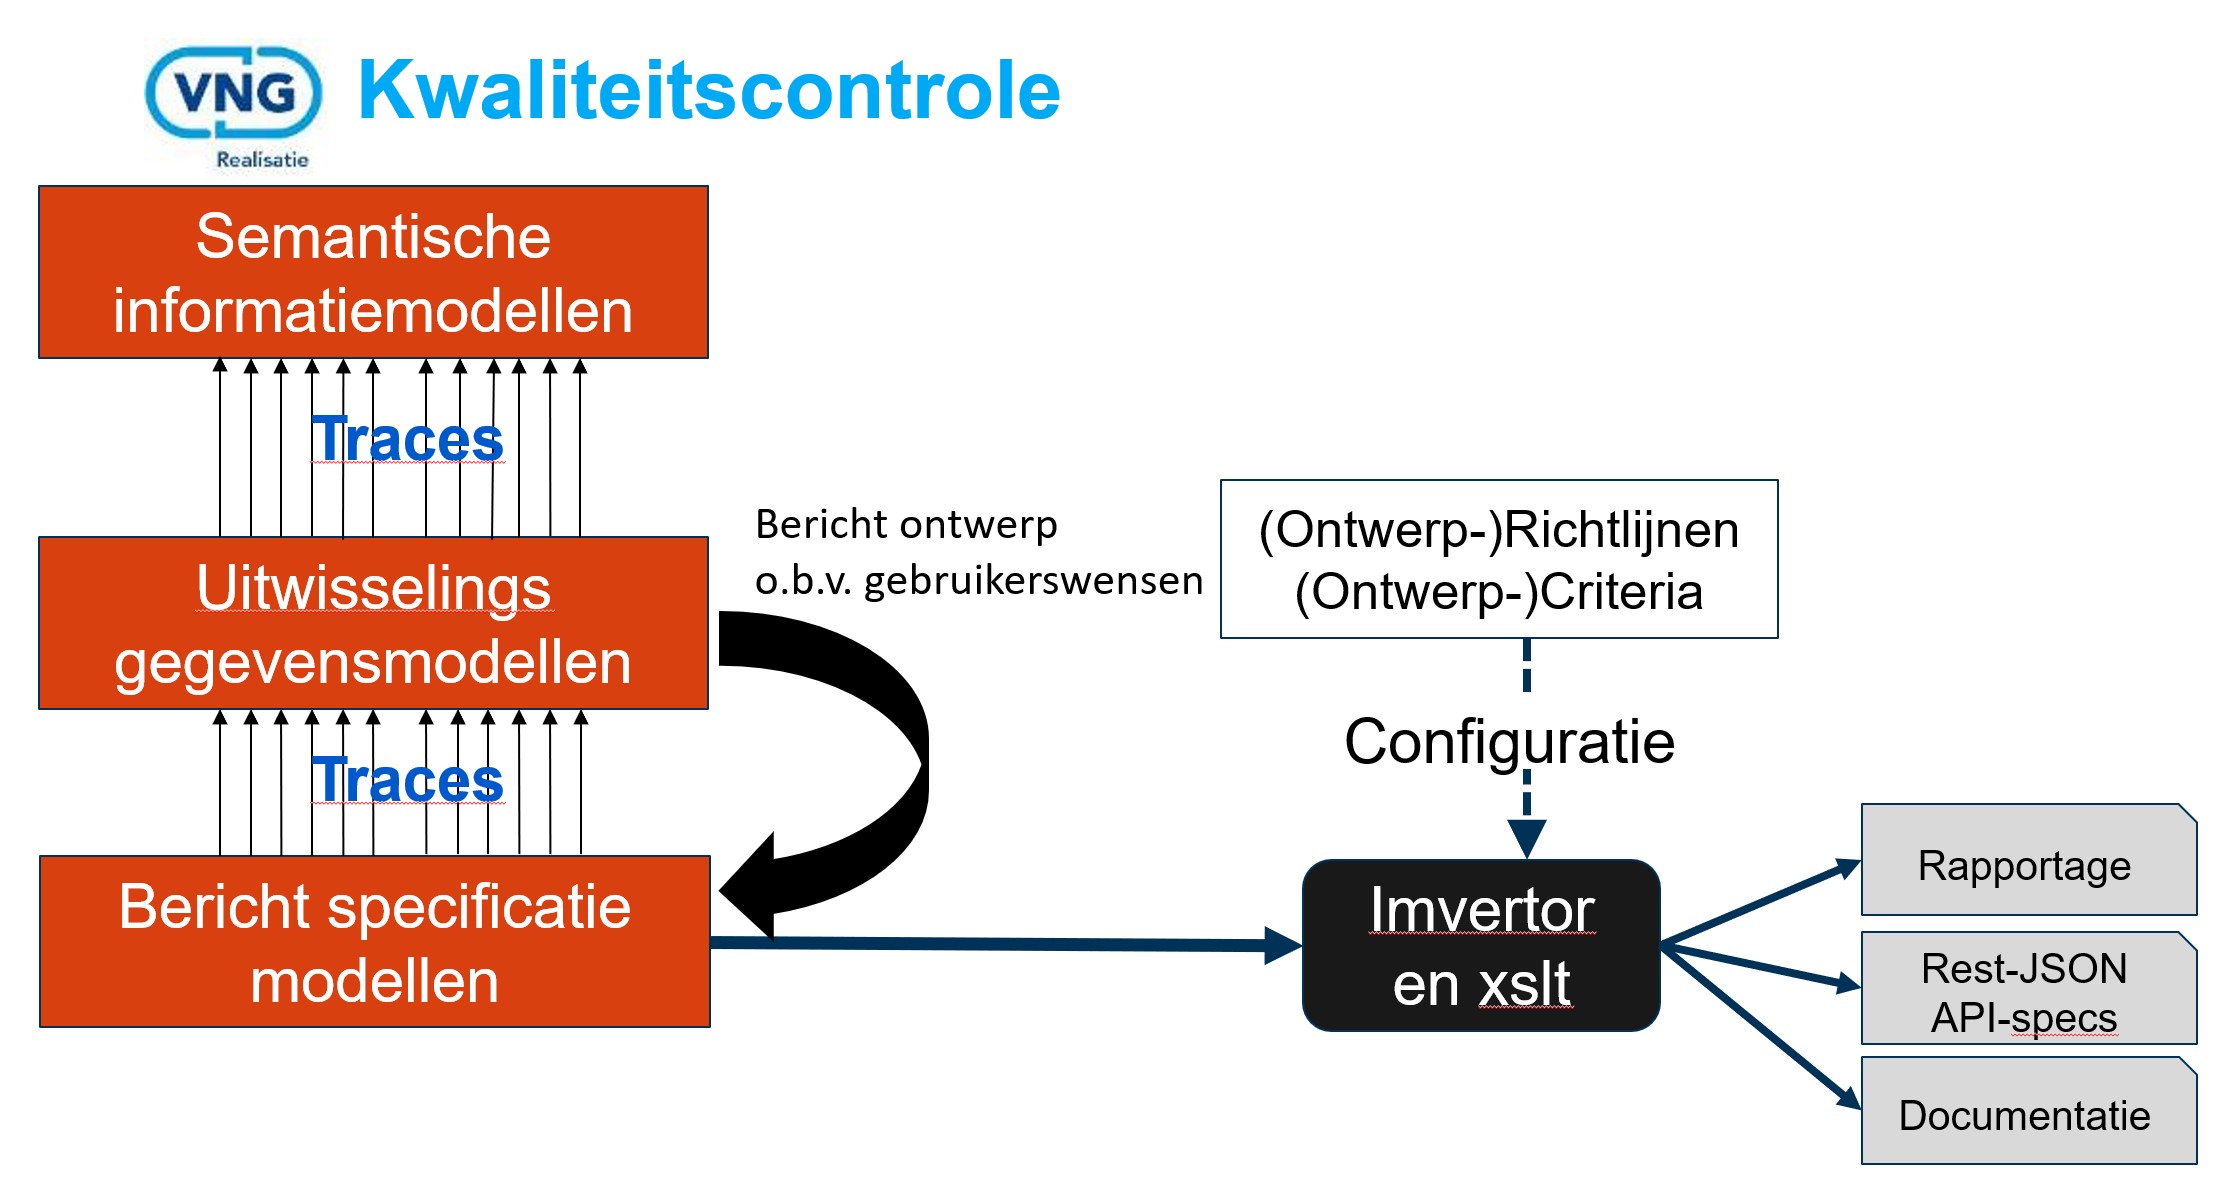 VNG
Realisatie
Kwaliteitscontrole
Semantische
informatiemodellen
Traces
Uitwisselings
gegevensmodellen
Traces
Bericht specificatie
modellen
Bericht ontwerp
o.b.v. gebruikerswensen
(Ontwerp-)Richtlijnen
(Ontwerp-)Criteria
Configuratie
Imvertor
en xslt
Rapportage
Rest-JSON
API-specs
Documentatie